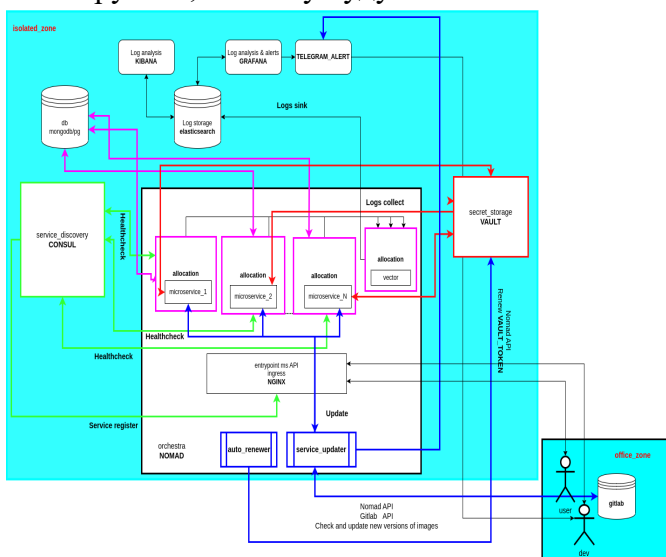 isolated_zone
Log analysis
KIBANA
Log analysis & alerts
GRAFANA
TELEGRAM_ALERT
Logs sink
db
mongodb/pg
Log storage
elasticsearch
Logs collect
secret_storage
VAULT
service_discovery
CONSUL
Healthcheck
allocation
microservice_1
allocation
microservice_2
allocation
microservice_N
allocation
vector
Healthcheck
Healthcheck
Nomad API
Renew VAULT_TOKEN
entrypoint ms API
ingress
NGINX
Service register
Update
orchestra
NOMAD
auto_renewer
service_updater
office_zone
gitlab
user
dev
Nomad API
Gitlab API
Check and update new versions of images